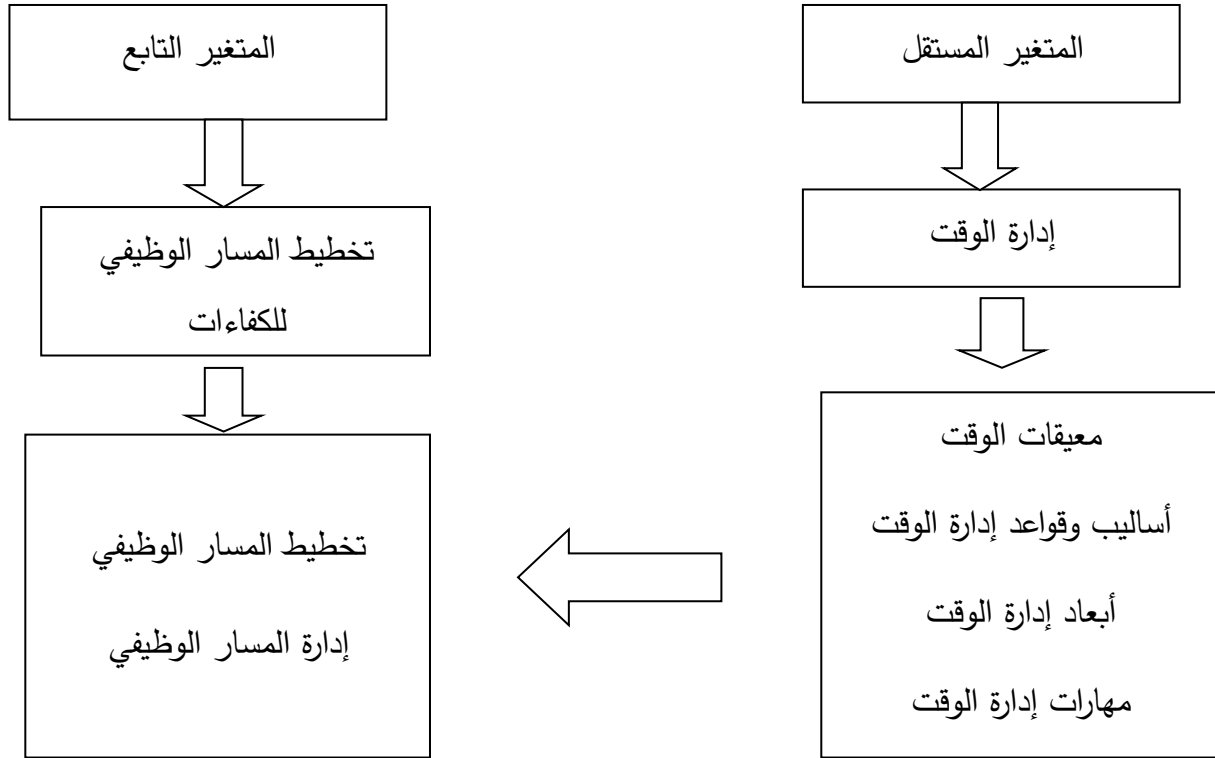 المتغير المستقل
إدارة الوقت
معيقات الوقت
أساليب وقواعد إدارة الوقت
أبعاد إدارة الوقت
مهارات إدارة الوقت
المتغير التابع
تخطيط المسار الوظيفي
للكفاءات
تخطيط المسار الوظيفي
إدارة المسار الوظيفي